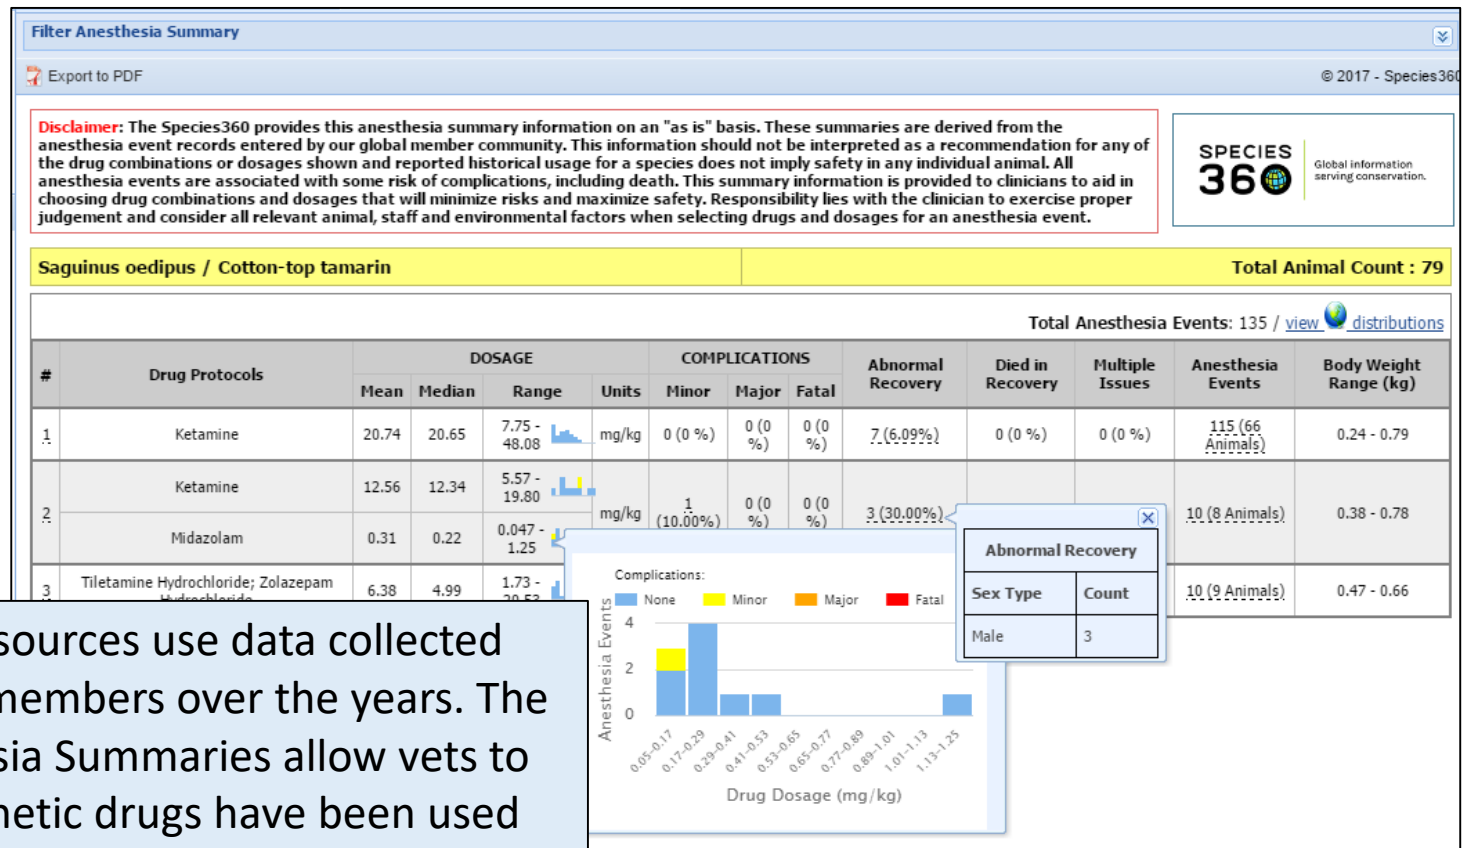 Filter Anesthesia Summary
Export to PDF
© 2017 - Species360
Disclaimer: The Species360 provides this anesthesia summary information on an "as is" basis. These summaries are derived from the
anesthesia event records entered by our global member community. This information should not be interpreted as a recommendation for any of
the drug combinations or dosages shown and reported historical usage for a species does not imply safety in any individual animal. All
anesthesia events are associated with some risk of complications, including death. This summary information is provided to clinicians to aid in
choosing drug combinations and dosages that will minimize risks and maximize safety. Responsibility lies with the clinician to exercise proper
judgement and consider all relevant animal, staff and environmental factors when selecting drugs and dosages for an anesthesia event.
SPECIES
360
Global information
serving conservation.
Saguinus oedipus / Cotton-top tamarin
Total Animal Count : 79
Total Anesthesia Events: 135 / view distributions
# Drug Protocols DOSAGE COMPLICATIONS Abnormal Recovery Died in Recovery Multiple Issues Anesthesia Events Body Weight Range (kg)
Mean Median Range Units Minor Major Fatal
1 Ketamine 20.74 20.65 7.75 - 48.08 mg/kg 0 (0 %) 0 (0 %) 0 (0 %) 7 (6.09%) 0 (0 %) 0 (0 %) 115 (66 Animals) 0.24 - 0.79
2 Ketamine 12.56 12.34 5.57 - 19.80 mg/kg 1 (10.00%) 0 (0 %) 0 (0 %) 3 (30.00%) 10 (8 Animals) 0.38 - 0.78
Midazolam 0.31 0.22 0.047 - 1.25
3 Tiletamine Hydrochloride; Zolazepam 6.38 4.99 1.73 - 10 (9 Animals) 0.47 - 0.66
Abnormal Recovery
Sex Type Count
Male 3
Complications:
None Minor Major Fatal
Anesthesia Events
4
2
0
0.05-0.17 0.17-0.29 0.29-0.41 0.41-0.53 0.53-0.65 0.65-0.77 0.77-0.89 0.89-1.01 1.01-1.13 1.13-1.25
Drug Dosage (mg/kg)
sources use data collected
members over the years. The
sia Summaries allow vets to
netic drugs have been used